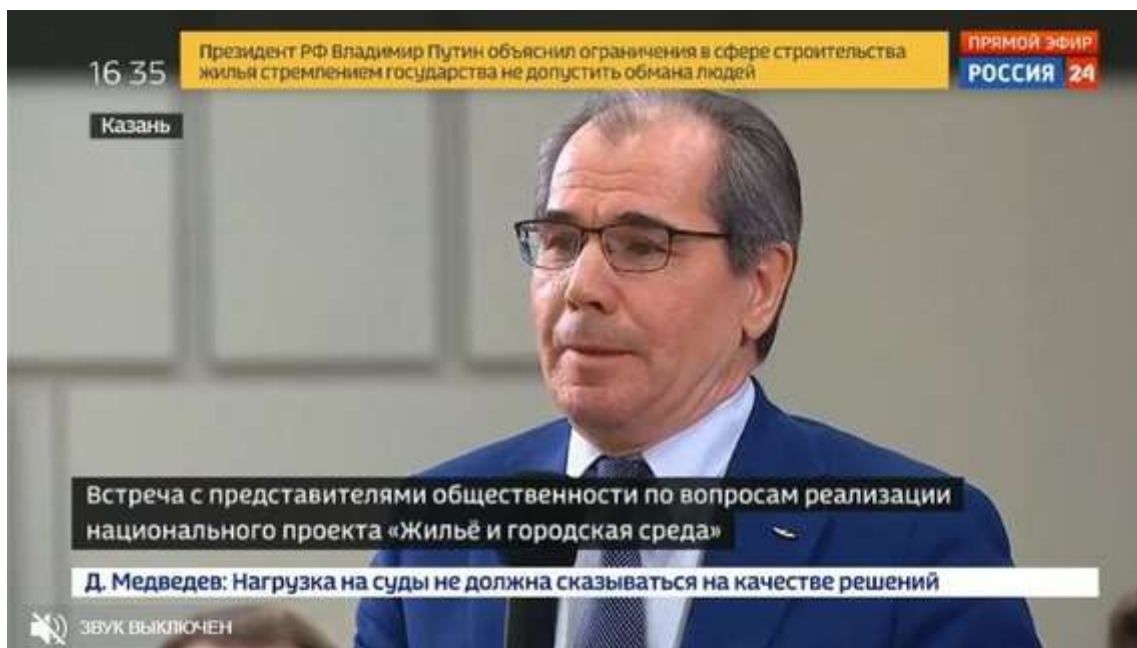 16 35
Президент РФ Владимир Путин объяснил ограничения в сфере строительства
жилья стремлением государства не допустить обмана людей
ПРЯМОЙ ЭФИР
РОССИЯ 24
Казань
Встреча с представителями общественности по вопросам реализации
национального проекта «Жильё и городская среда»
Д. Медведев: Нагрузка на суды не должна сказываться на качестве решений
ЗВУК ВЫКЛЮЧЕН